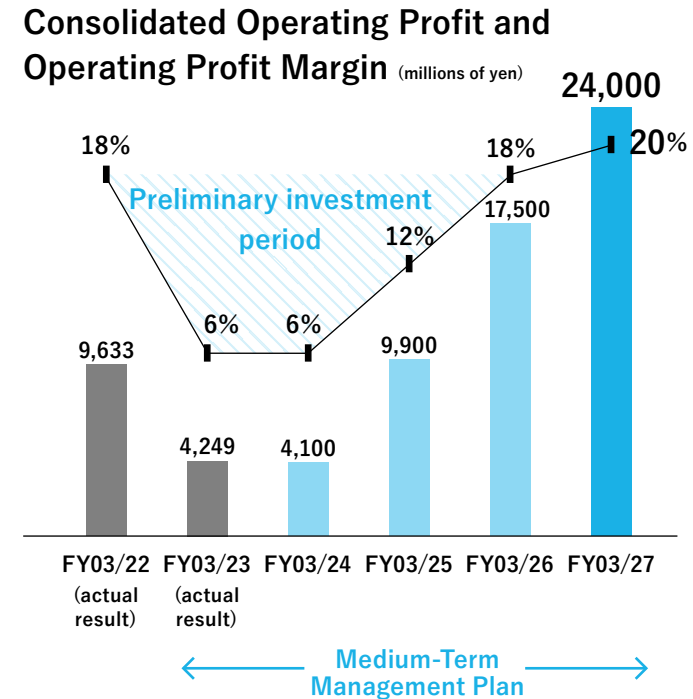 Consolidated Operating Profit and
Operating Profit Margin (millions of yen)
24,000
18%
18%
20%
Preliminary investment
period
17,500
12%
6%
6%
9,633
9,900
4,249
4,100
FY03/22 FY03/23 FY03/24 FY03/25 FY03/26 FY03/27
(actual
result)
(actual
result)
Medium-Term
Management Plan